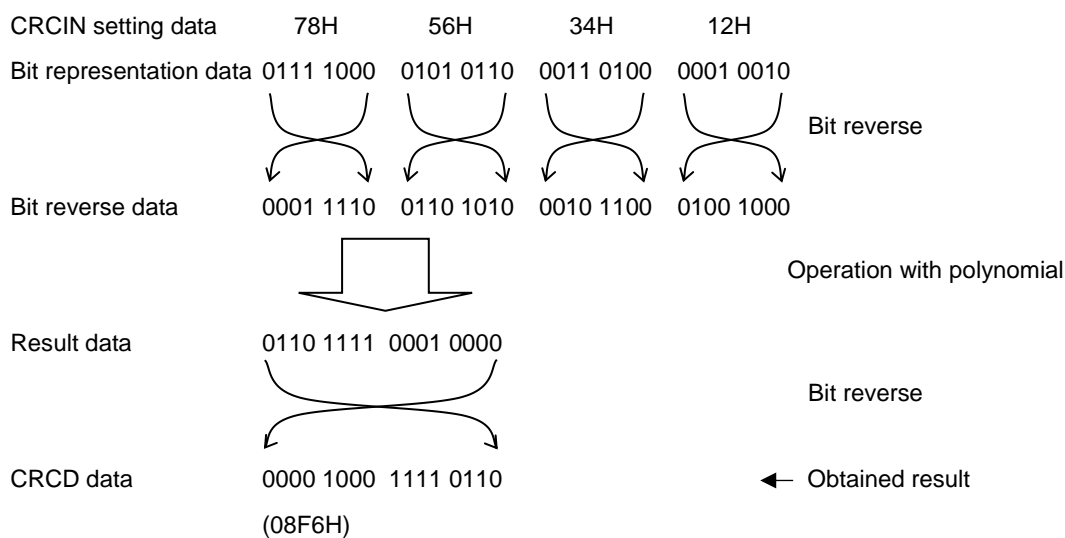 CRCIN setting data 78H 56H 34H 12H
Bit representation data 0111 1000 0101 0110 0011 0100 0001 0010
Bit reverse
Bit reverse data 0001 1110 0110 1010 0010 1100 0100 1000
Operation with polynomial
Result data 0110 1111 0001 0000
Bit reverse
CRCD data 0000 1000 1111 0110 Obtained result
(08F6H)